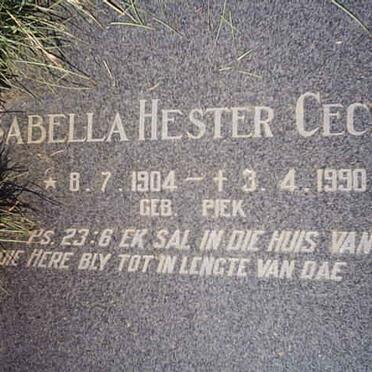 SABELLA HESTER CEC
* 8. 7. 1904 — † 3. 4. 1990
GEB. PIEK
PS. 23:6 EK SAL IN DIE HUIS VAN
DIE HERE BLY TOT IN LENGTE VAN DAE